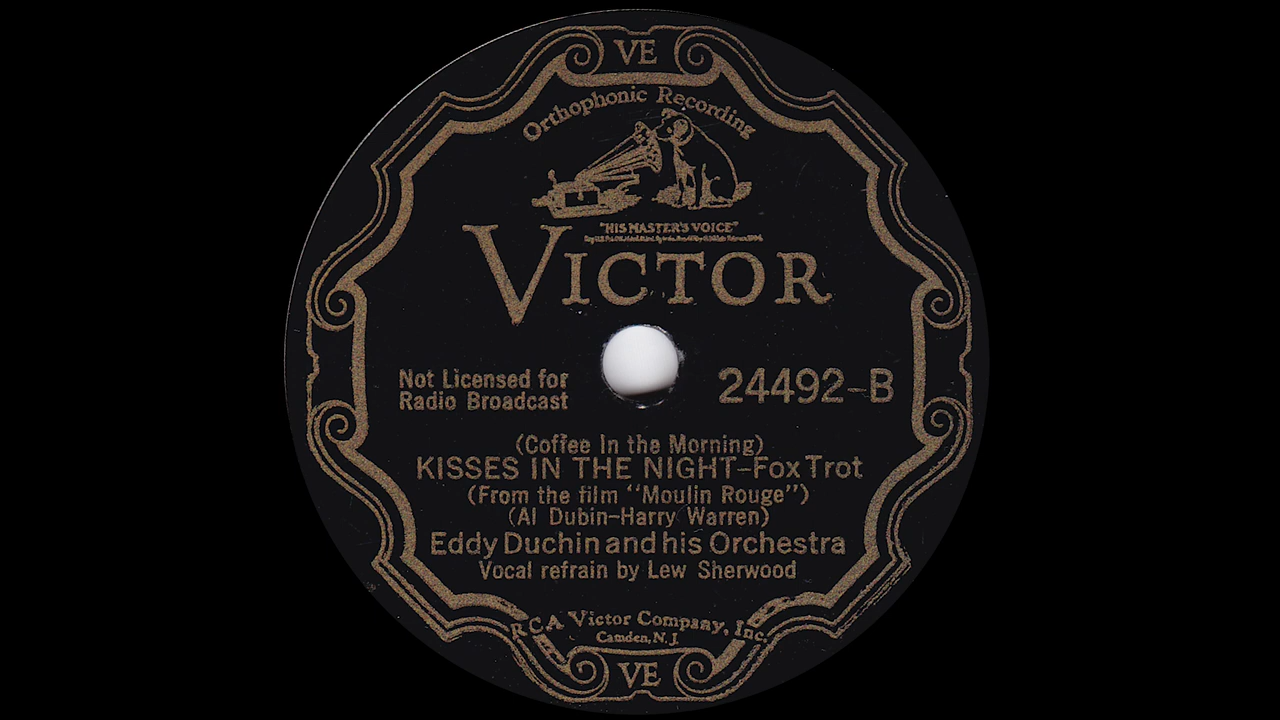 VE
Orthophonic Recording
"HIS MASTER'S VOICE"
VICTOR
Not Licensed for
Radio Broadcast
24492-B
(Coffee In the Morning)
KISSES IN THE NIGHT-Fox Trot
(From the film "Moulin Rouge")
(Al Dubin-Harry Warren)
Eddy Duchin and his Orchestra
Vocal refrain by Lew Sherwood
RCA Victor Company, Inc.
Camden, N. J.
VE